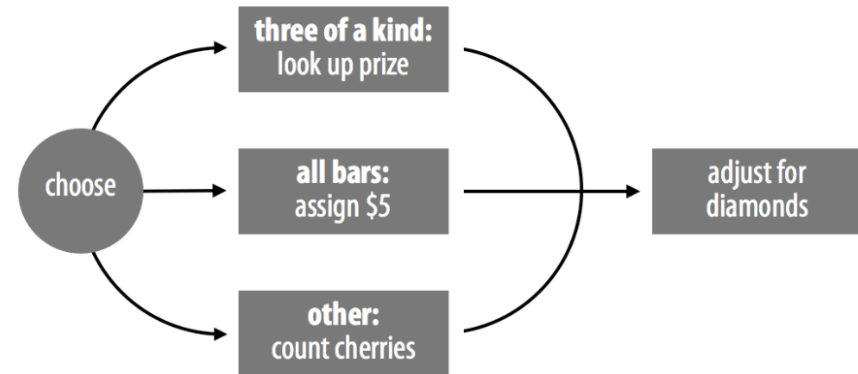 three of a kind:
look up prize
choose
all bars:
assign $5
adjust for
diamonds
other:
count cherries